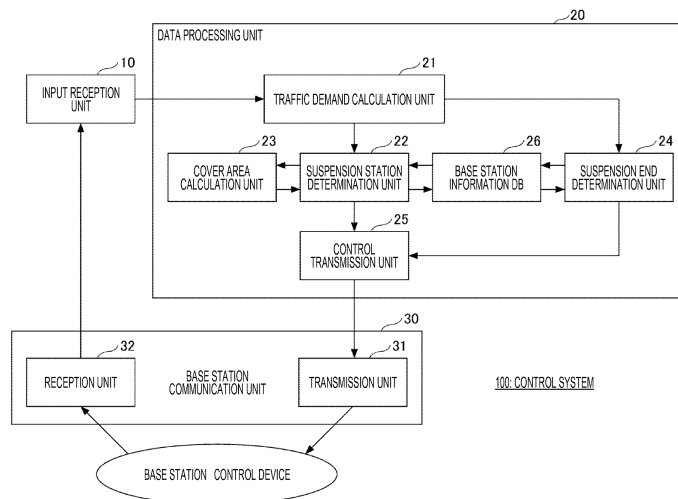 20
DATA PROCESSING UNIT
10
INPUT RECEPTION
UNIT
21
TRAFFIC DEMAND CALCULATION UNIT
23
COVER AREA
CALCULATION UNIT
22
SUSPENSION STATION
DETERMINATION UNIT
26
BASE STATION
INFORMATION DB
24
SUSPENSION END
DETERMINATION UNIT
25
CONTROL
TRANSMISSION UNIT
30
32
RECEPTION UNIT
BASE STATION
COMMUNICATION UNIT
31
TRANSMISSION UNIT
100: CONTROL SYSTEM
BASE STATION CONTROL DEVICE